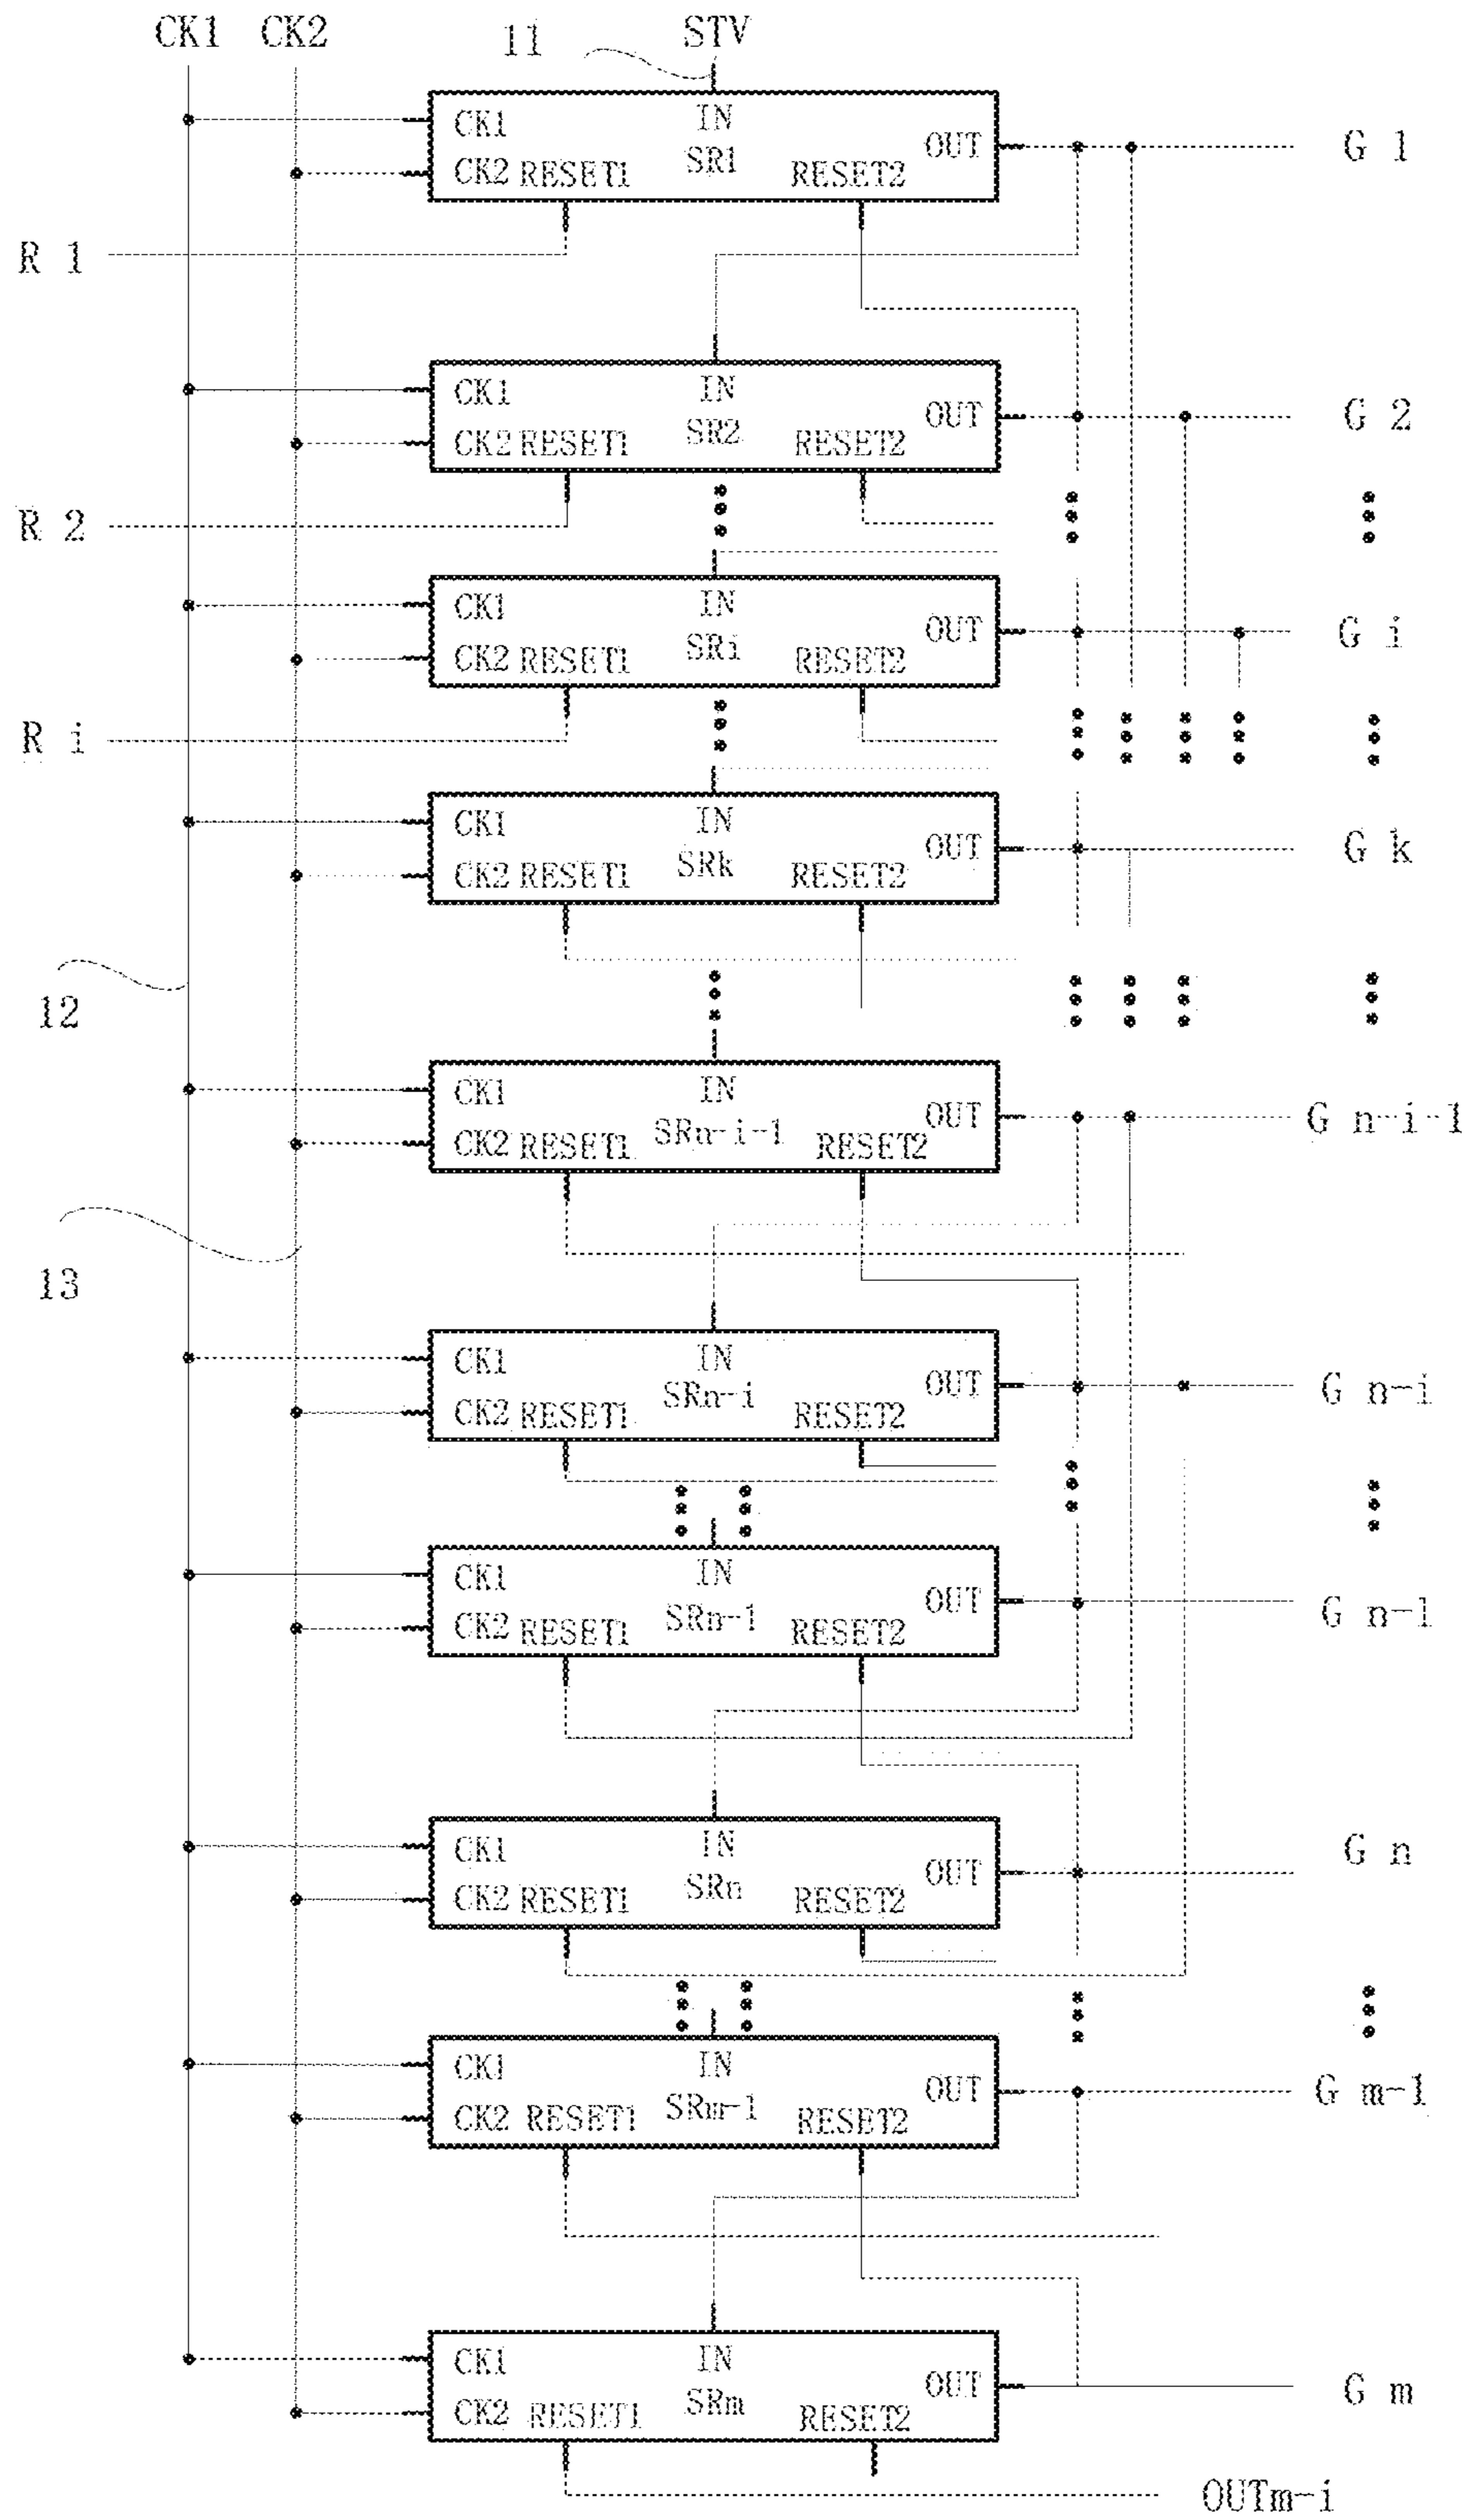 CK1 CK2 11 STV
CK1 IN OUT G 1
CK2 RESET1 SR1 RESET2
R 1
CK1 IN OUT G 2
CK2 RESET1 SR2 RESET2
R 2
CK1 IN OUT G i
CK2 RESET1 SRi RESET2
R i
CK1 IN OUT G k
CK2 RESET1 SRk RESET2
12
CK1 IN OUT G n-i-1
CK2 RESET1 SRn-i-1 RESET2
13
CK1 IN OUT G n-i
CK2 RESET1 SRn-i RESET2
CK1 IN OUT G n-1
CK2 RESET1 SRn-1 RESET2
CK1 IN OUT G n
CK2 RESET1 SRn RESET2
CK1 IN OUT G m-1
CK2 RESET1 SRm-1 RESET2
CK1 IN OUT G m
CK2 RESET1 SRm RESET2
OUTm-i